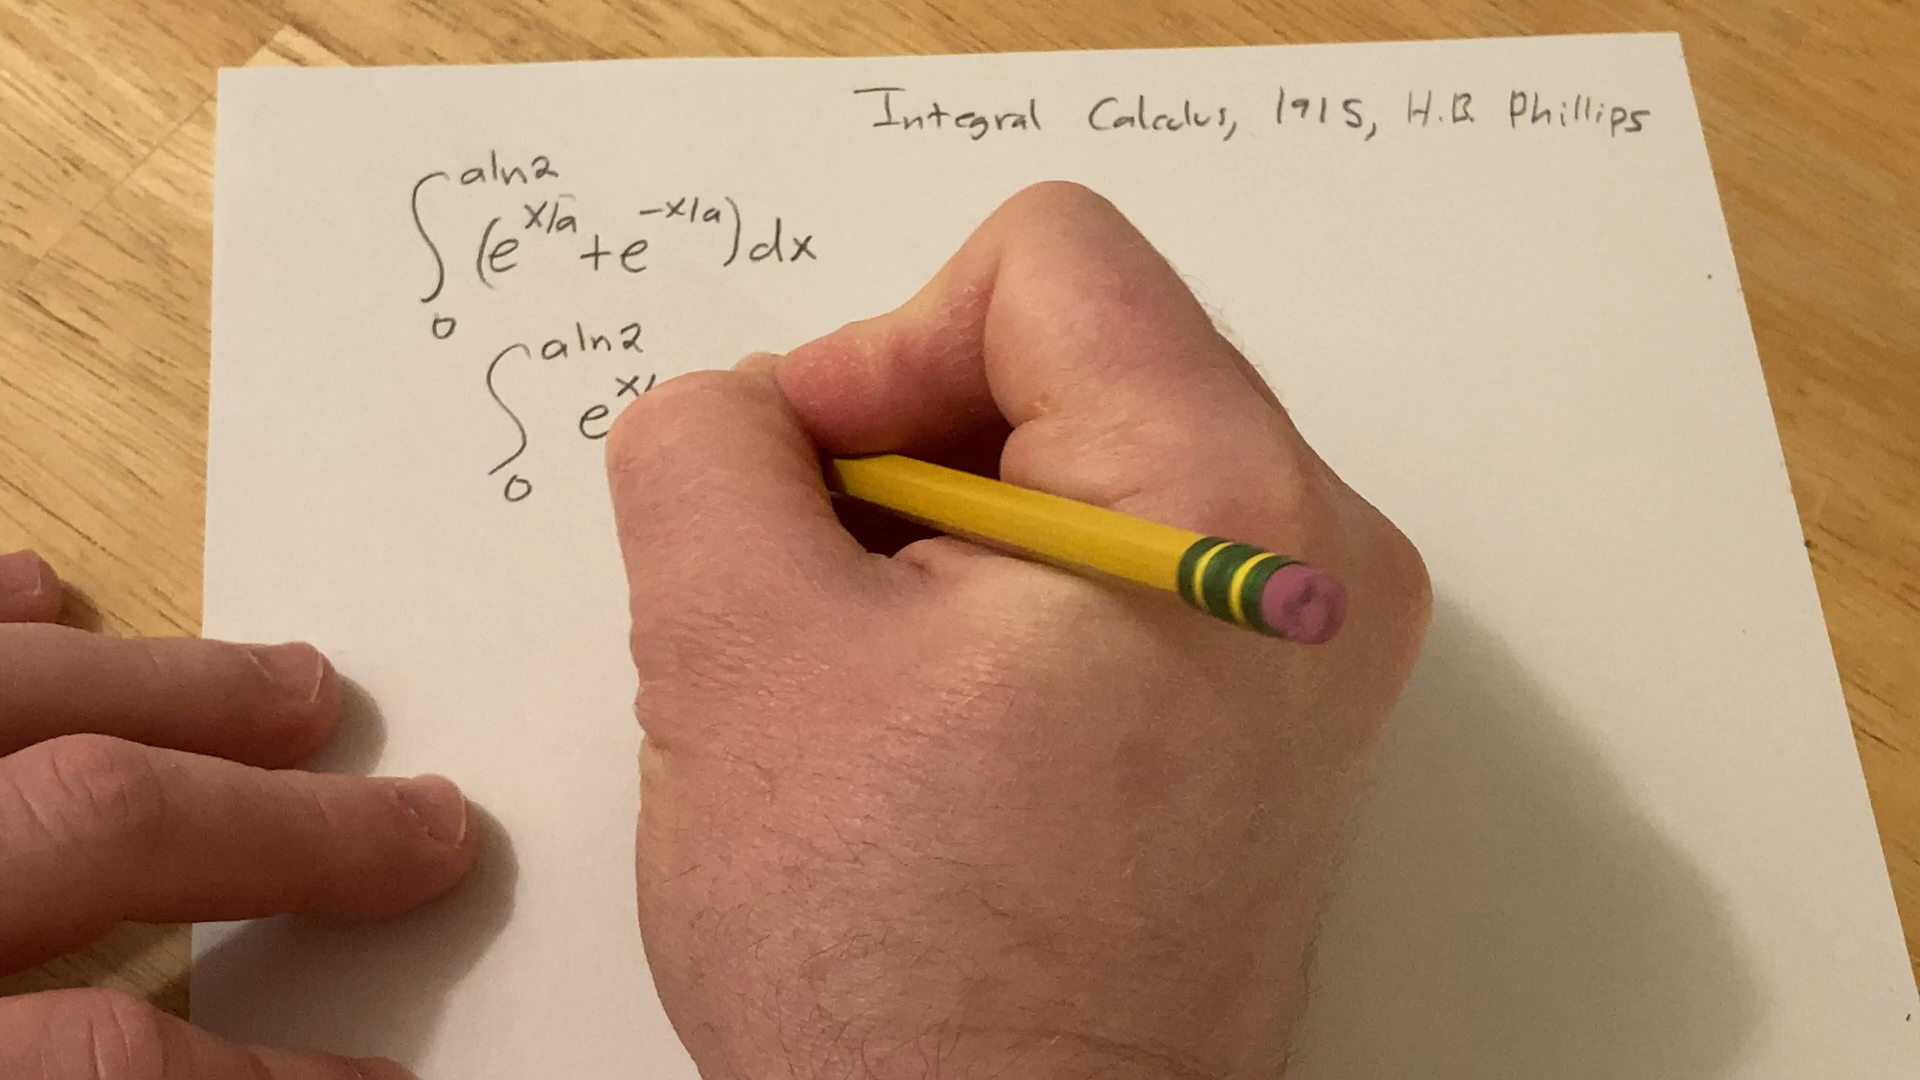 Integral Calculus, 1915, H.B Phillips
∫₀^{aln2} (e^{x/a} + e^{-x/a}) dx
∫₀^{aln2} e^{x/